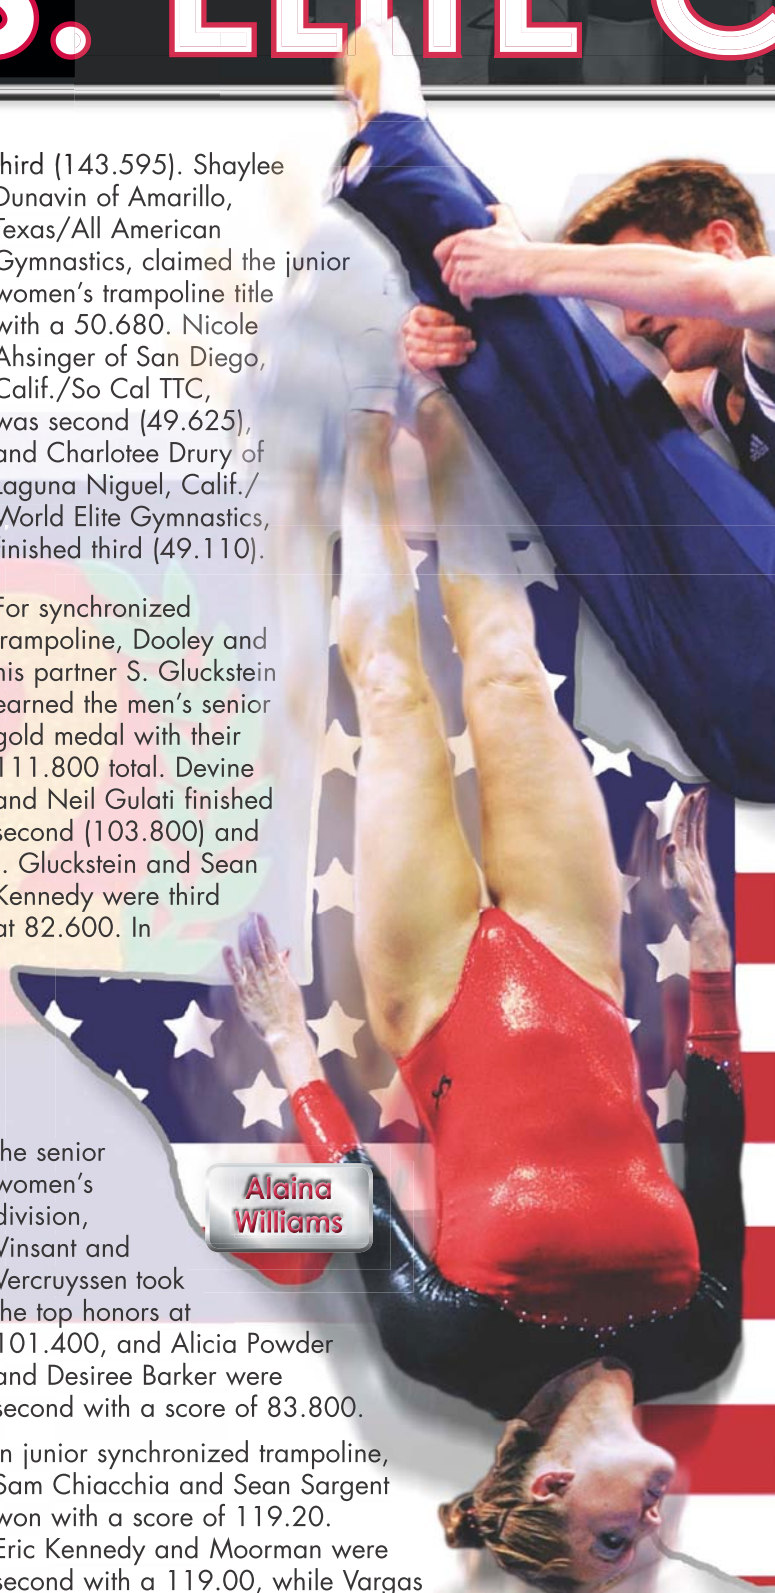 S. ELITE C
hird (143.595). Shaylee
Dunavin of Amarillo,
Texas/All American
Gymnastics, claimed the junior
women's trampoline title
with a 50.680. Nicole
Ahsinger of San Diego,
Calif./So Cal TTC,
was second (49.625),
and Charlotee Drury of
Laguna Niguel, Calif./
World Elite Gymnastics,
finished third (49.110).
For synchronized
trampoline, Dooley and
his partner S. Gluckstein
earned the men's senior
gold medal with their
111.800 total. Devine
and Neil Gulati finished
second (103.800) and
. Gluckstein and Sean
Kennedy were third
at 82.600. In
the senior
women's
division,
Vinsant and
Vercruyssen took
the top honors at
101.400, and Alicia Powder
and Desiree Barker were
second with a score of 83.800.
Alaina
Williams
In junior synchronized trampoline,
Sam Chiacchia and Sean Sargent
won with a score of 119.20.
Eric Kennedy and Moorman were
second with a 119.00, while Vargas